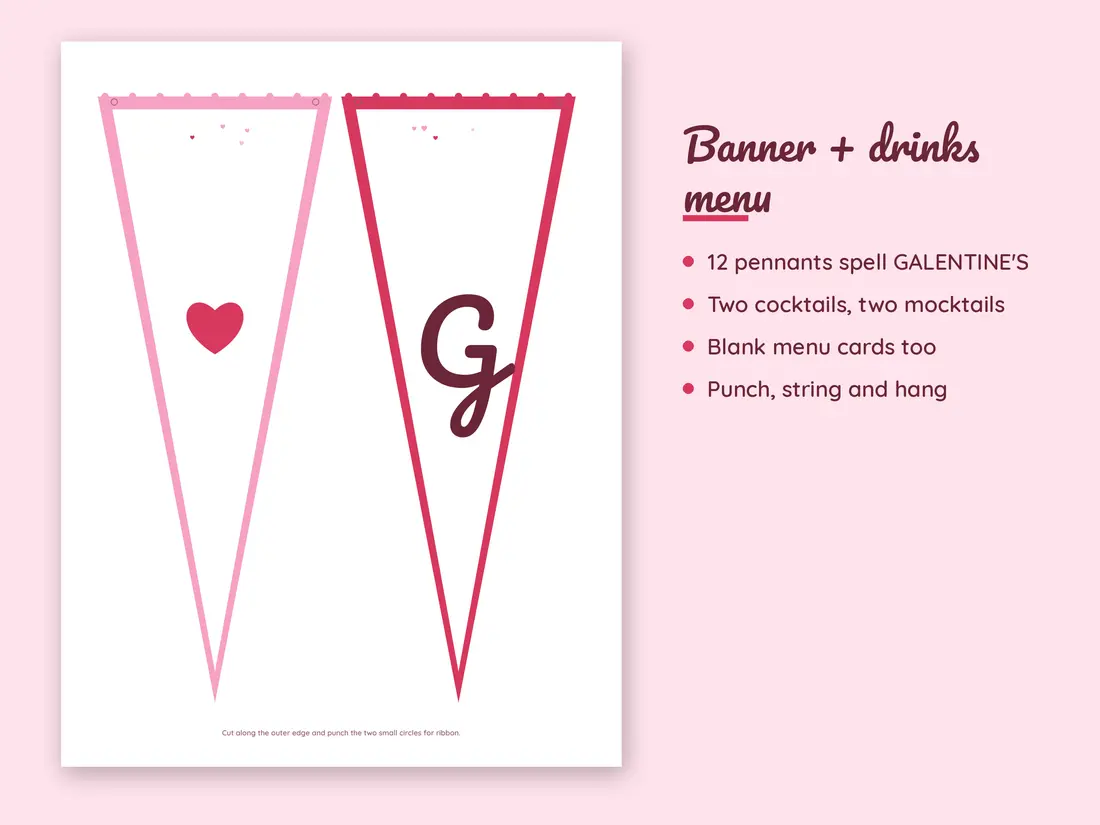 G
Cut along the outer edge and punch the two small circles for ribbon.
Banner + drinks
menu
12 pennants spell GALENTINE'S
Two cocktails, two mocktails
Blank menu cards too
Punch, string and hang